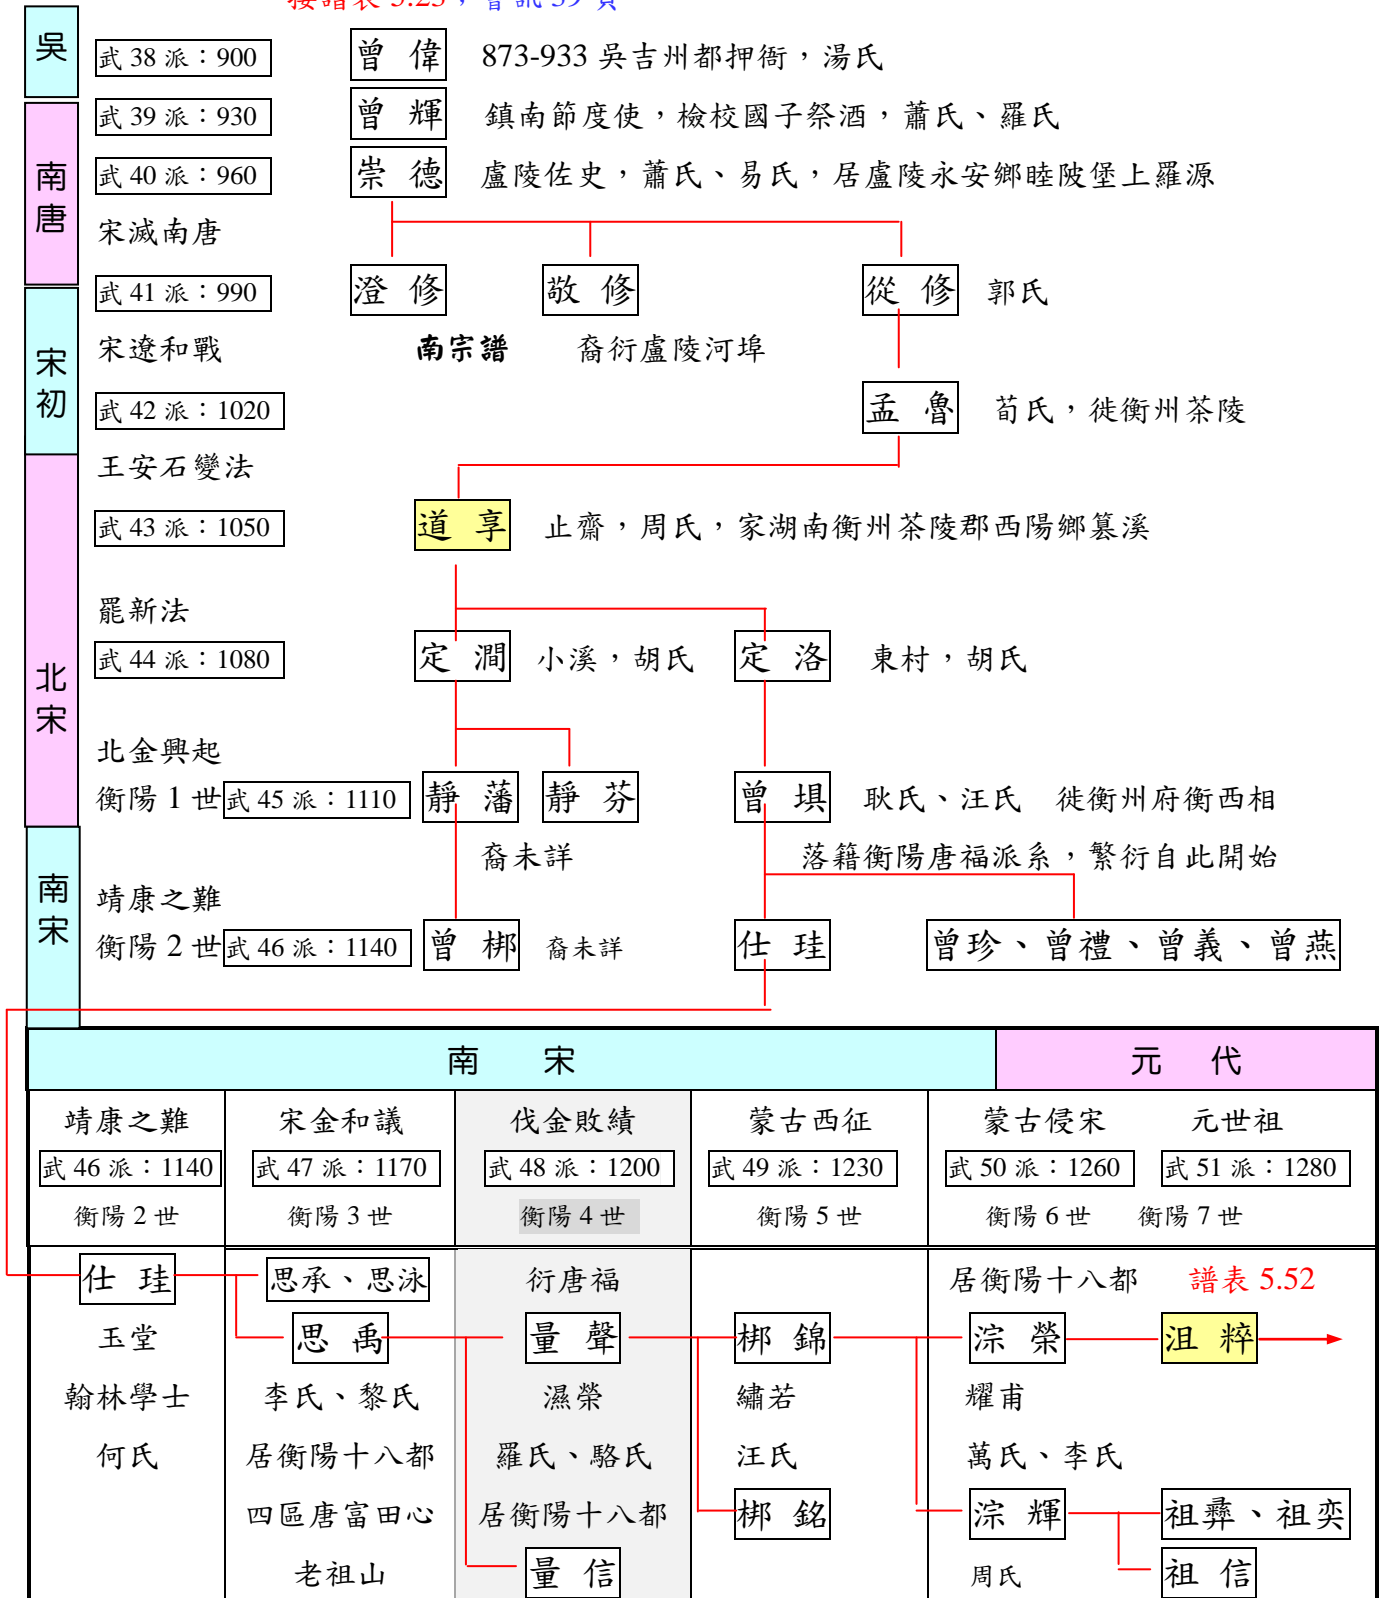 接譜表 5.23，會訊 39 頁
吳
武 38 派：900 曾 偉 873-933 吳吉州都押衙，湯氏
武 39 派：930 曾 輝 鎮南節度使，檢校國子祭酒，蕭氏、羅氏
南唐
武 40 派：960 崇 德 盧陵佐史，蕭氏、易氏，居盧陵永安鄉睦陂堡上羅源
宋滅南唐
武 41 派：990 澄 修 敬 修 從 修 郭氏
宋初
宋遼和戰 南宗譜 裔衍盧陵河埠
武 42 派：1020 孟 魯 荀氏，徙衡州茶陵
王安石變法
武 43 派：1050 道 享 止齋，周氏，家湖南衡州茶陵郡西陽鄉篡溪
罷新法
北宋
武 44 派：1080 定 澗 小溪，胡氏 定 洛 東村，胡氏
北金興起
衡陽 1 世 武 45 派：1110 靜 藩 靜 芬 曾 埧 耿氏、汪氏 徙衡州府衡西相
裔未詳 落籍衡陽唐福派系，繁衍自此開始
南宋
靖康之難
衡陽 2 世 武 46 派：1140 曾 梆 裔未詳 仕 珪 曾珍、曾禮、曾義、曾燕
南 宋 元 代
靖康之難 宋金和議 伐金敗績 蒙古西征 蒙古侵宋 元世祖
武 46 派：1140 武 47 派：1170 武 48 派：1200 武 49 派：1230 武 50 派：1260 武 51 派：1280
衡陽 2 世 衡陽 3 世 衡陽 4 世 衡陽 5 世 衡陽 6 世 衡陽 7 世
仕 珪 思承、思泳 衍唐福 居衡陽十八都 譜表 5.52
玉堂 思 禹 量 聲 梆 錦 淙 榮 沮 粹
翰林學士 李氏、黎氏 濕榮 繡若 耀甫
何氏 居衡陽十八都 羅氏、駱氏 汪氏 萬氏、李氏
四區唐富田心 居衡陽十八都 梆 銘 淙 輝 祖彝、祖奕
老祖山 量 信 周氏 祖 信